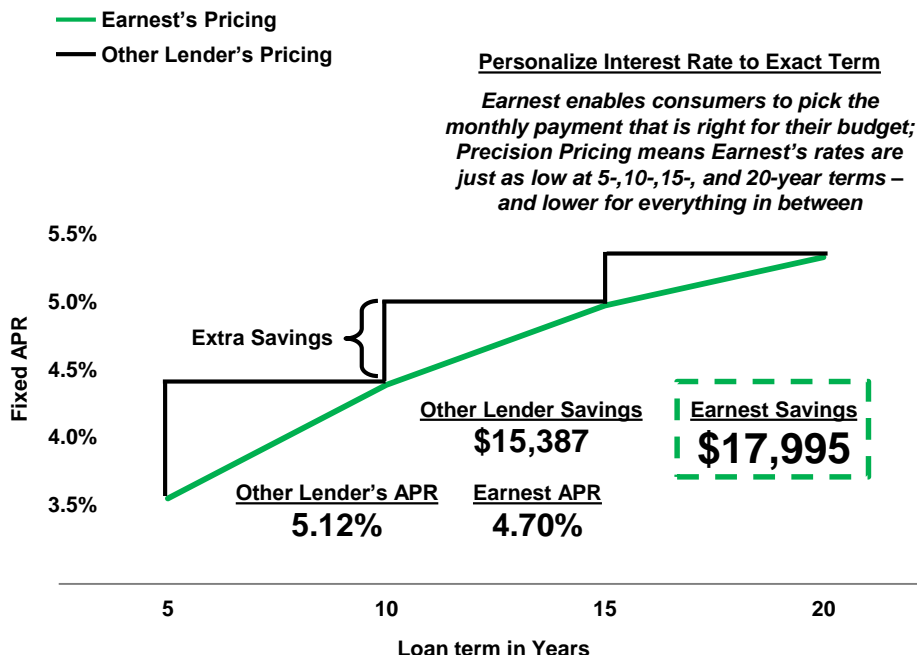 Earnest's Pricing
Other Lender's Pricing
Personalize Interest Rate to Exact Term
Earnest enables consumers to pick the
monthly payment that is right for their budget;
Precision Pricing means Earnest's rates are
just as low at 5-,10-,15-, and 20-year terms –
and lower for everything in between
5.5%
5.0%
Extra Savings
4.5%
Fixed APR
4.0%
3.5%
Other Lender Savings
$15,387
Earnest Savings
$17,995
Other Lender's APR
5.12%
Earnest APR
4.70%
5
10
15
20
Loan term in Years